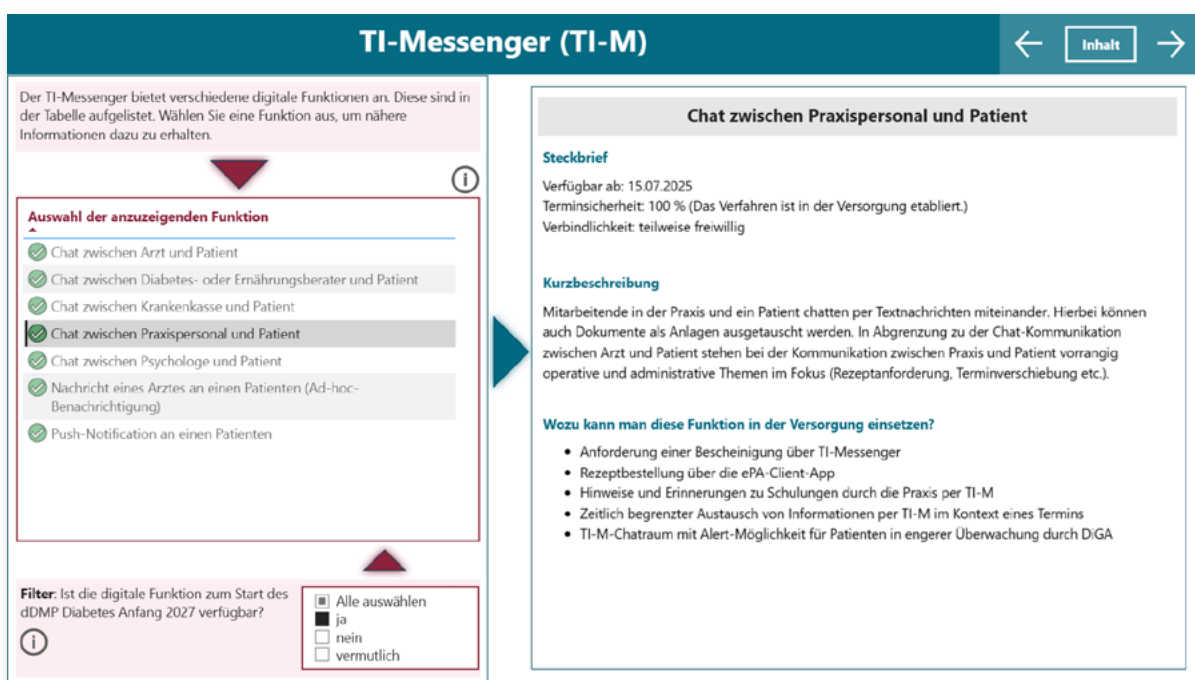 TI-Messenger (TI-M)
Inhalt
Der TI-Messenger bietet verschiedene digitale Funktionen an. Diese sind in
der Tabelle aufgelistet. Wählen Sie eine Funktion aus, um nähere
Informationen dazu zu erhalten.
Auswahl der anzuzeigenden Funktion
Chat zwischen Arzt und Patient
Chat zwischen Diabetes- oder Ernährungsberater und Patient
Chat zwischen Krankenkasse und Patient
Chat zwischen Praxispersonal und Patient
Chat zwischen Psychologe und Patient
Nachricht eines Arztes an einen Patienten (Ad-hoc-
Benachrichtigung)
Push-Notification an einen Patienten
Filter: Ist die digitale Funktion zum Start des
dDMP Diabetes Anfang 2027 verfügbar?
Alle auswählen
ja
nein
vermutlich
Chat zwischen Praxispersonal und Patient
Steckbrief
Verfügbar ab: 15.07.2025
Terminsicherheit: 100 % (Das Verfahren ist in der Versorgung etabliert.)
Verbindlichkeit: teilweise freiwillig
Kurzbeschreibung
Mitarbeitende in der Praxis und ein Patient chatten per Textnachrichten miteinander. Hierbei können
auch Dokumente als Anlagen ausgetauscht werden. In Abgrenzung zu der Chat-Kommunikation
zwischen Arzt und Patient stehen bei der Kommunikation zwischen Praxis und Patient vorrangig
operative und administrative Themen im Fokus (Rezeptanforderung, Terminverschiebung etc.).
Wozu kann man diese Funktion in der Versorgung einsetzen?
• Anforderung einer Bescheinigung über TI-Messenger
• Rezeptbestellung über die ePA-Client-App
• Hinweise und Erinnerungen zu Schulungen durch die Praxis per TI-M
• Zeitlich begrenzter Austausch von Informationen per TI-M im Kontext eines Termins
• TI-M-Chatraum mit Alert-Möglichkeit für Patienten in engerer Überwachung durch DiGA